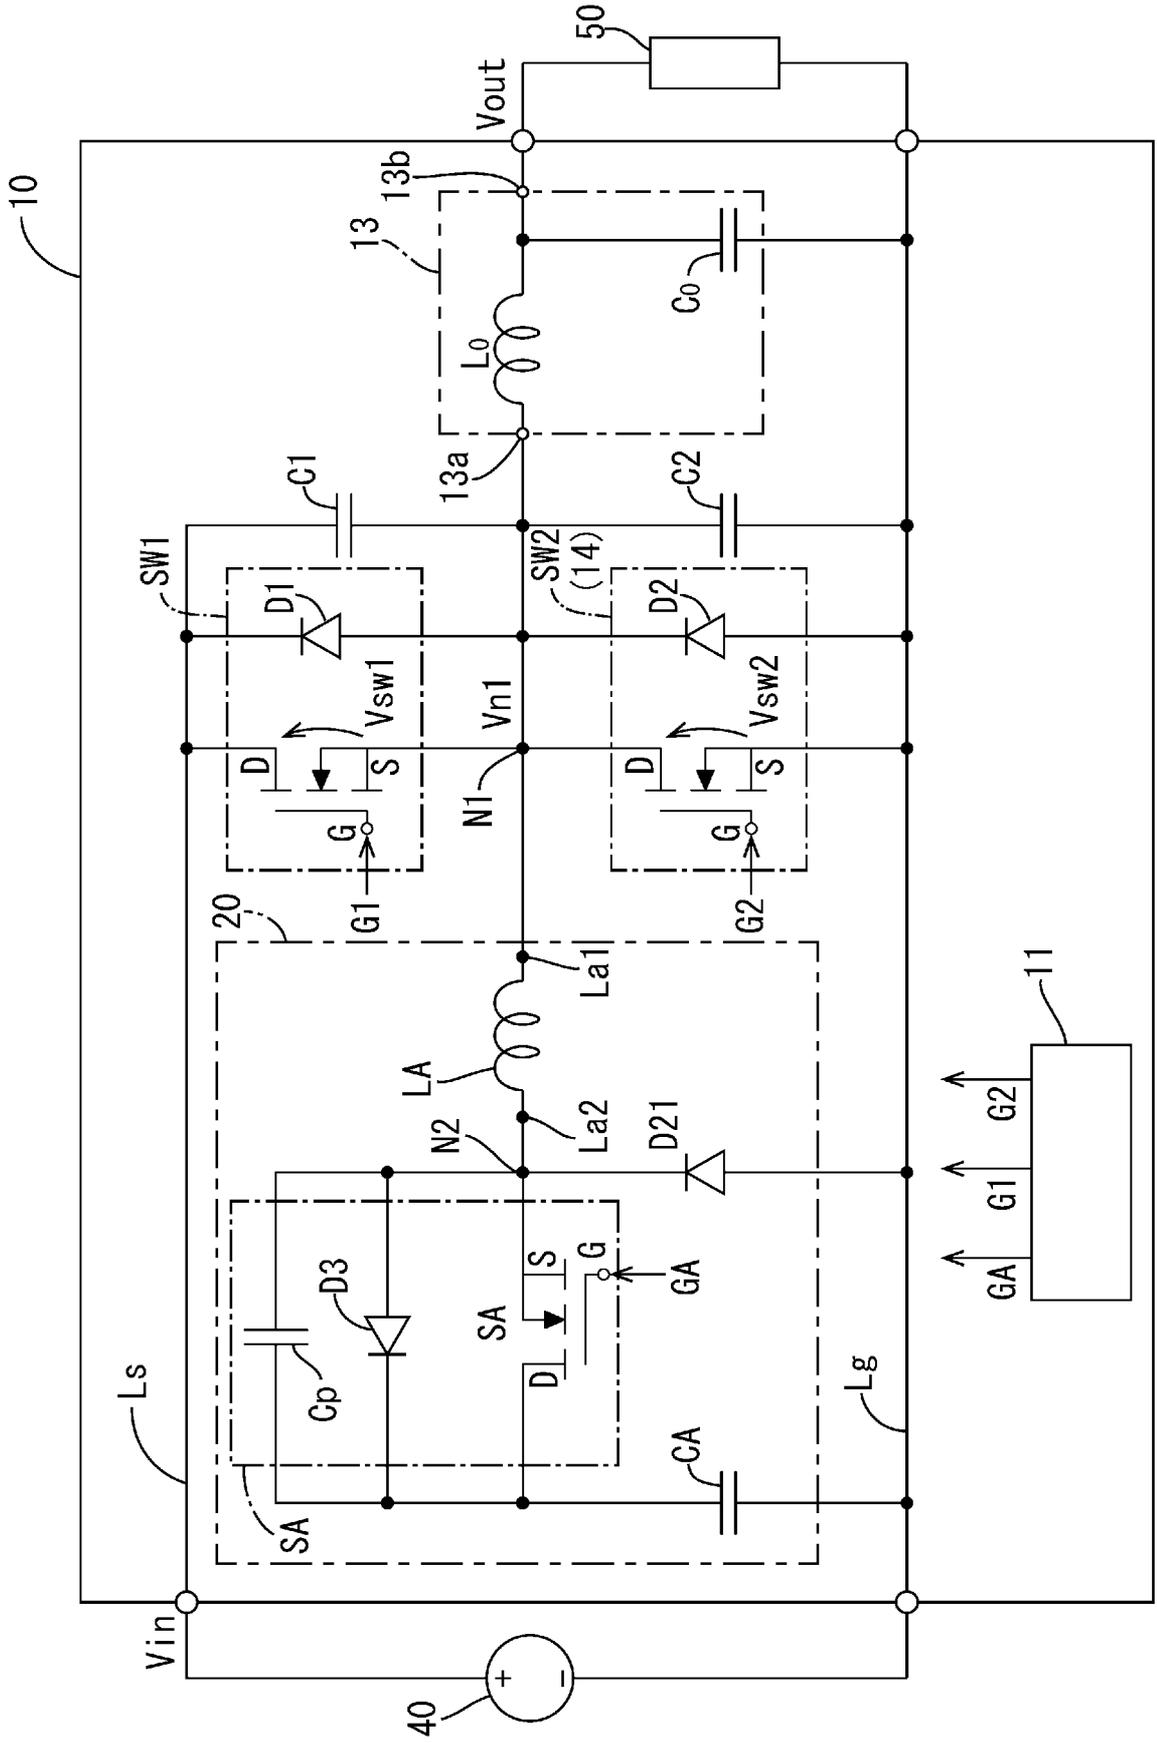 10
Vout
50
13
13b
L0
C0
13a
SW1
C1
D1
Vsw1
D
S
G
G1
SW2
(14)
C2
D2
Vsw2
D
S
G
G2
Vn1
N1
20
La1
LA
La2
N2
D21
D3
Cp
SA
S
D
G
GA
SA
CA
Ls
Lg
Vin
40
+
−
11
GA
G1
G2